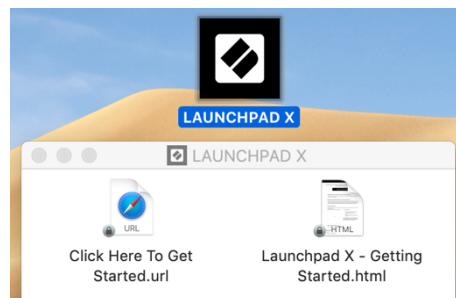 LAUNCHPAD X
LAUNCHPAD X
URL
HTML
Click Here To Get
Started.url
Launchpad X - Getting
Started.html